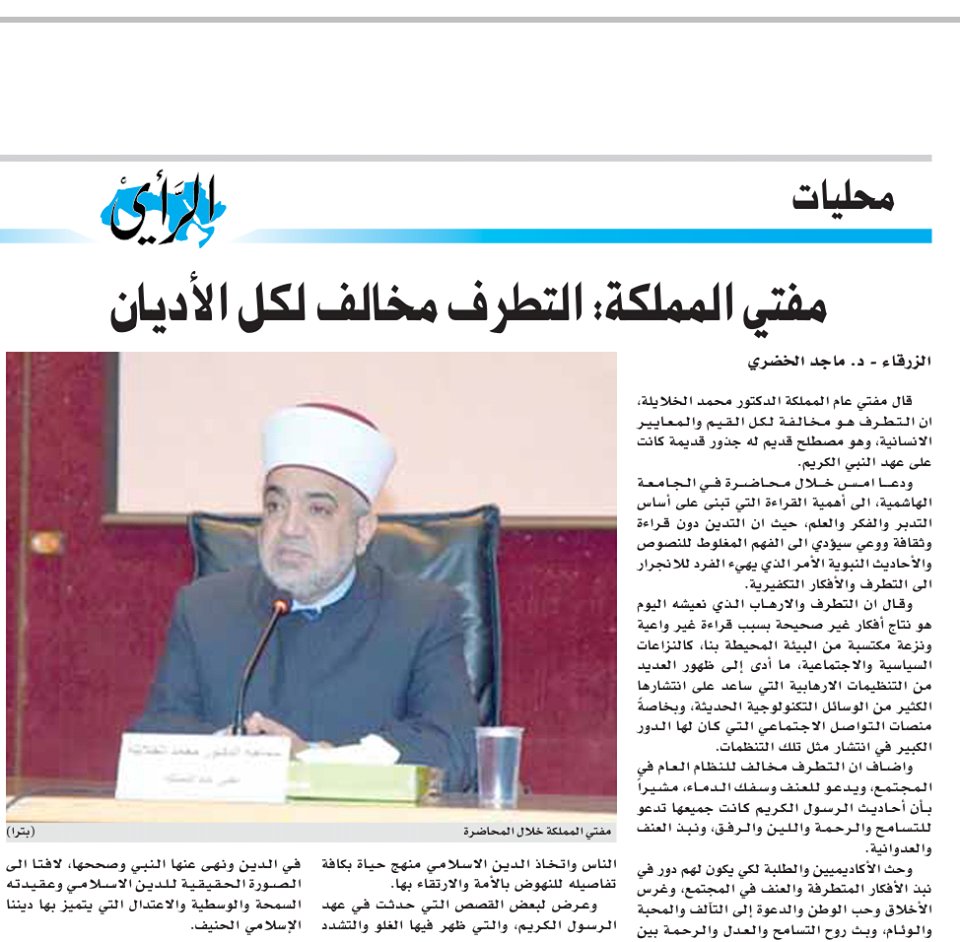 محليات
الرأي
مفتي المملكة: التطرف مخالف لكل الأديان
الزرقاء - د. ماجد الخضري
قال مفتي عام المملكة الدكتور محمد الخلايلة،
ان التطرف هو مخالفة لكل القيم والمعايير
الانسانية، وهو مصطلح قديم له جذور قديمة كانت
على عهد النبي الكريم.
ودعا امس خلال محاضرة في الجامعة
الهاشمية، الى أهمية القراءة التي تبنى على أساس
التدبر والفكر والعلم، حيث ان التدين دون قراءة
وثقافة ووعي سيؤدي الى الفهم المغلوط للنصوص
والأحاديث النبوية الأمر الذي يهيء الفرد للانجرار
الى التطرف والأفكار التكفيرية.
وقال ان التطرف والارهاب الذي نعيشه اليوم
هو نتاج أفكار غير صحيحة بسبب قراءة غير واعية
ونزعة مكتسبة من البيئة المحيطة بنا، كالنزاعات
السياسية والاجتماعية، ما أدى إلى ظهور العديد
من التنظيمات الارهابية التي ساعد على انتشارها
الكثير من الوسائل التكنولوجية الحديثة، وبخاصةً
منصات التواصل الاجتماعي التي كان لها الدور
الكبير في انتشار مثل تلك التنظمات.
واضاف ان التطرف مخالف للنظام العام في
المجتمع، ويدعو للعنف وسفك الدماء، مشيراً
بأن أحاديث الرسول الكريم كانت جميعها تدعو
للتسامح والرحمة واللين والرفق، ونبذ العنف
والعدوانية.
وحث الأكاديميين والطلبة لكي يكون لهم دور في
نبذ الأفكار المتطرفة والعنف في المجتمع، وغرس
الأخلاق وحب الوطن والدعوة إلى التآلف والمحبة
والوئام، وبث روح التسامح والعدل والرحمة بين
سماحة الدكتور محمد الخلايلة
مفتي عام المملكة
مفتي المملكة خلال المحاضرة
(بترا)
الناس واتخاذ الدين الاسلامي منهج حياة بكافة
تفاصيله للنهوض بالأمة والارتقاء بها.
وعرض لبعض القصص التي حدثت في عهد
الرسول الكريم، والتي ظهر فيها الغلو والتشدد
في الدين ونهى عنها النبي وصححها، لافتا الى
الصورة الحقيقية للدين الاسلامي وعقيدته
السمحة والوسطية والاعتدال التي يتميز بها ديننا
الإسلامي الحنيف.